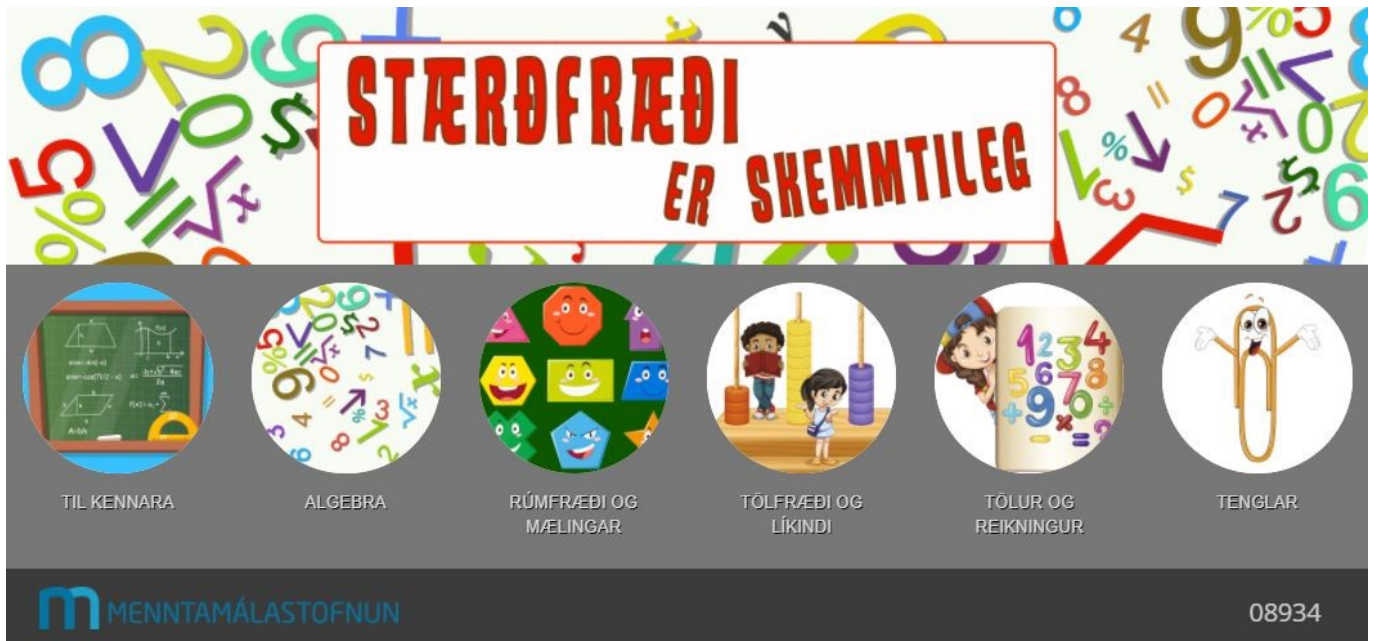 STÆRÐFRÆÐI
ER SKEMMTILEG
TIL KENNARA
ALGEBRA
RÚMFRÆÐI OG
MÆLINGAR
TÖLFRÆÐI OG
LÍKINDI
TÖLUR OG
REIKNINGUR
TENGLAR
MENNTAMÁLASTOFNUN
08934